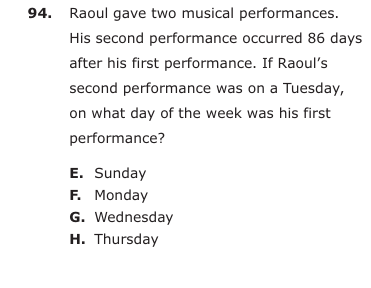 94. Raoul gave two musical performances.
His second performance occurred 86 days
after his first performance. If Raoul’s
second performance was on a Tuesday,
on what day of the week was his first
performance?
E. Sunday
F. Monday
G. Wednesday
H. Thursday